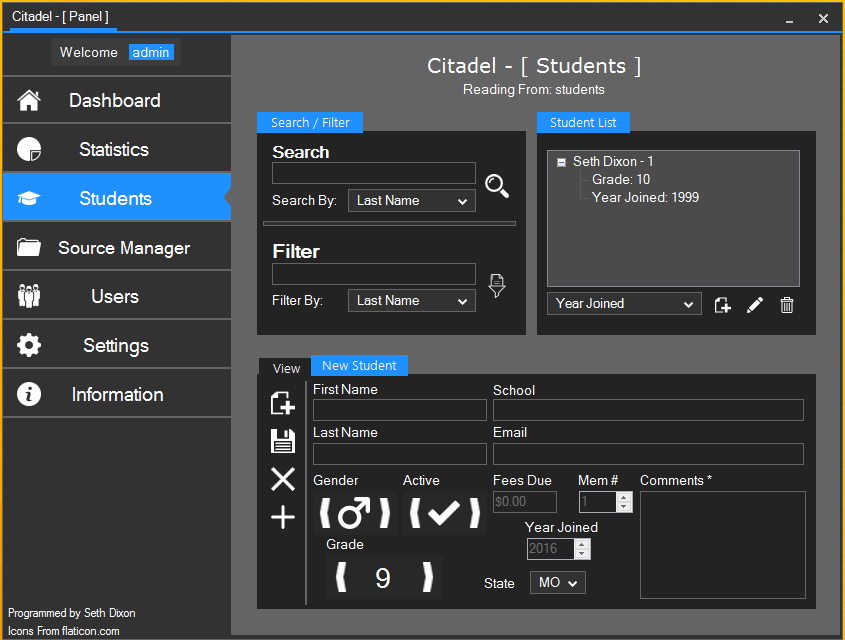 Citadel - [ Panel ]
Welcome admin
Dashboard
Statistics
Students
Source Manager
Users
Settings
Information
Programmed by Seth Dixon
Icons From flaticon.com
Citadel - [ Students ]
Reading From: students
Search / Filter
Search
Search By: Last Name
Filter
Filter By: Last Name
Student List
Seth Dixon - 1
Grade: 10
Year Joined: 1999
Year Joined
View New Student
First Name School
Last Name Email
Gender Active Fees Due Mem # Comments *
$0.00 1
Year Joined
2016
Grade
9
State MO